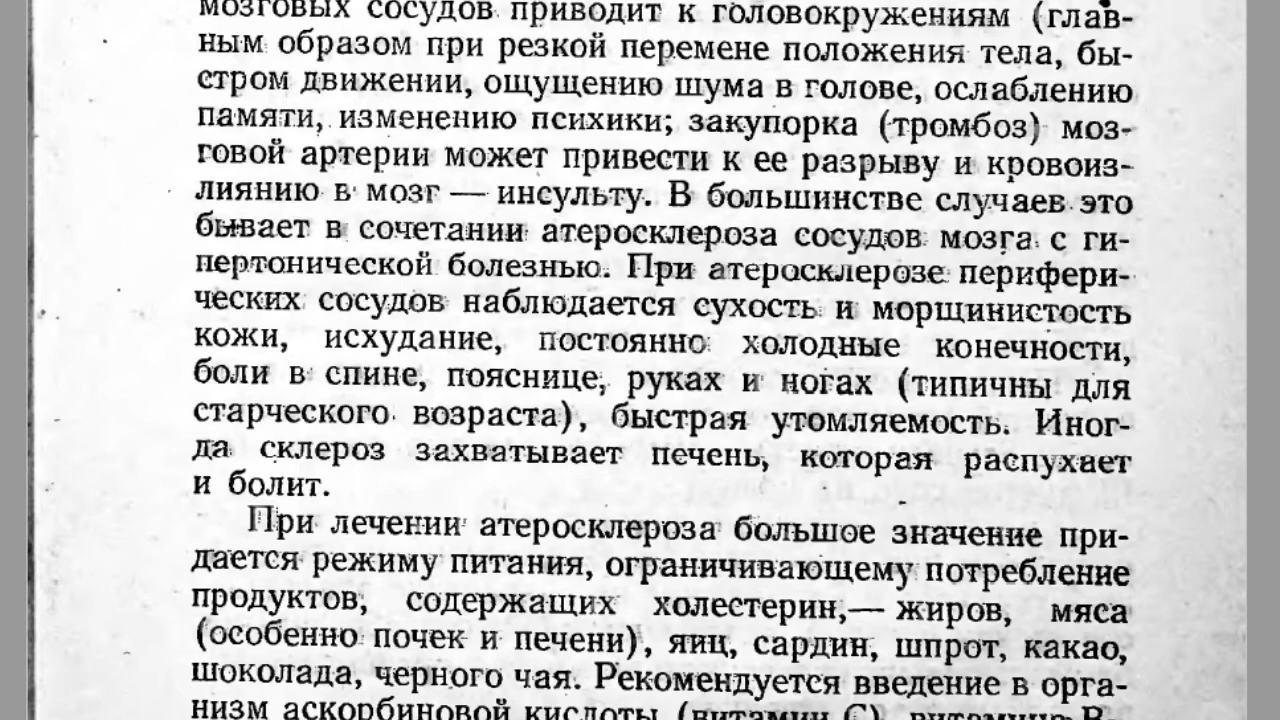 мозговых сосудов приводит к головокружениям (глав-
ным образом при резкой перемене положения тела, бы-
стром движении, ощущению шума в голове, ослаблению
памяти, изменению психики; закупорка (тромбоз) моз-
говой артерии может привести к ее разрыву и кровоиз-
лиянию в мозг — инсульту. В большинстве случаев это
бывает в сочетании атеросклероза сосудов мозга с ги-
пертонической болезнью. При атеросклерозе перифери-
ческих сосудов наблюдается сухость и морщинистость
кожи, исхудание, постоянно холодные конечности,
боли в спине, пояснице, руках и ногах (типичны для
старческого возраста), быстрая утомляемость. Иног-
да склероз захватывает печень, которая распухает
и болит.
При лечении атеросклероза большое значение при-
дается режиму питания, ограничивающему потребление
продуктов, содержащих холестерин,— жиров, мяса
(особенно почек и печени), яиц, сардин, шпрот, какао,
шоколада, черного чая. Рекомендуется введение в орга-
низм аскорбиновой кислоты (витамин С), витамина В-